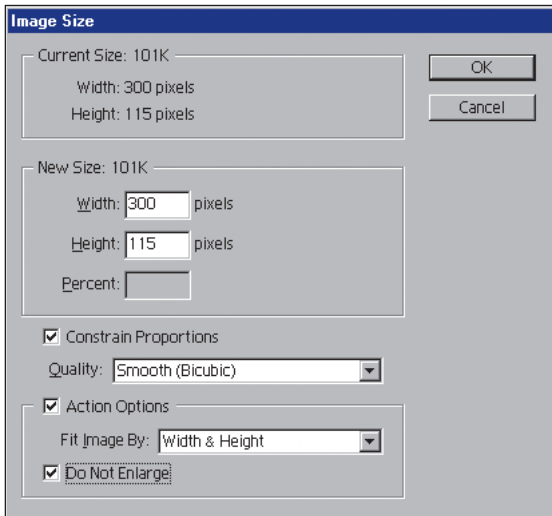 Image Size
Current Size: 101K
Width: 300 pixels
Height: 115 pixels
OK
Cancel
New Size: 101K
Width: 300 pixels
Height: 115 pixels
Percent:
Constrain Proportions
Quality: Smooth (Bicubic)
Action Options
Fit Image By: Width & Height
Do Not Enlarge